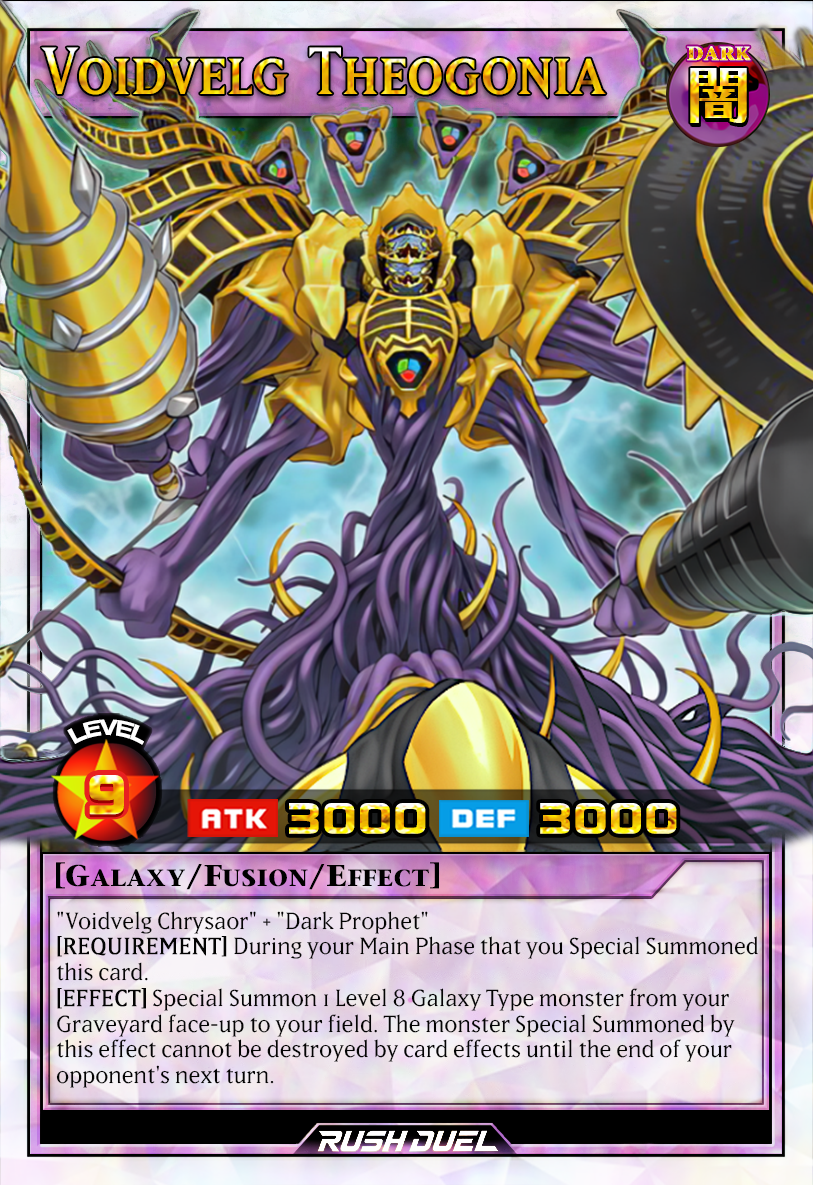 Voidvelg Theogonia
DARK
闇
LEVEL
9
ATK 3000 DEF 3000
[Galaxy/Fusion/Effect]
"Voidvelg Chrysaor" + "Dark Prophet"
[REQUIREMENT] During your Main Phase that you Special Summoned
this card.
[EFFECT] Special Summon 1 Level 8 Galaxy Type monster from your
Graveyard face-up to your field. The monster Special Summoned by
this effect cannot be destroyed by card effects until the end of your
opponent's next turn.
RUSH DUEL